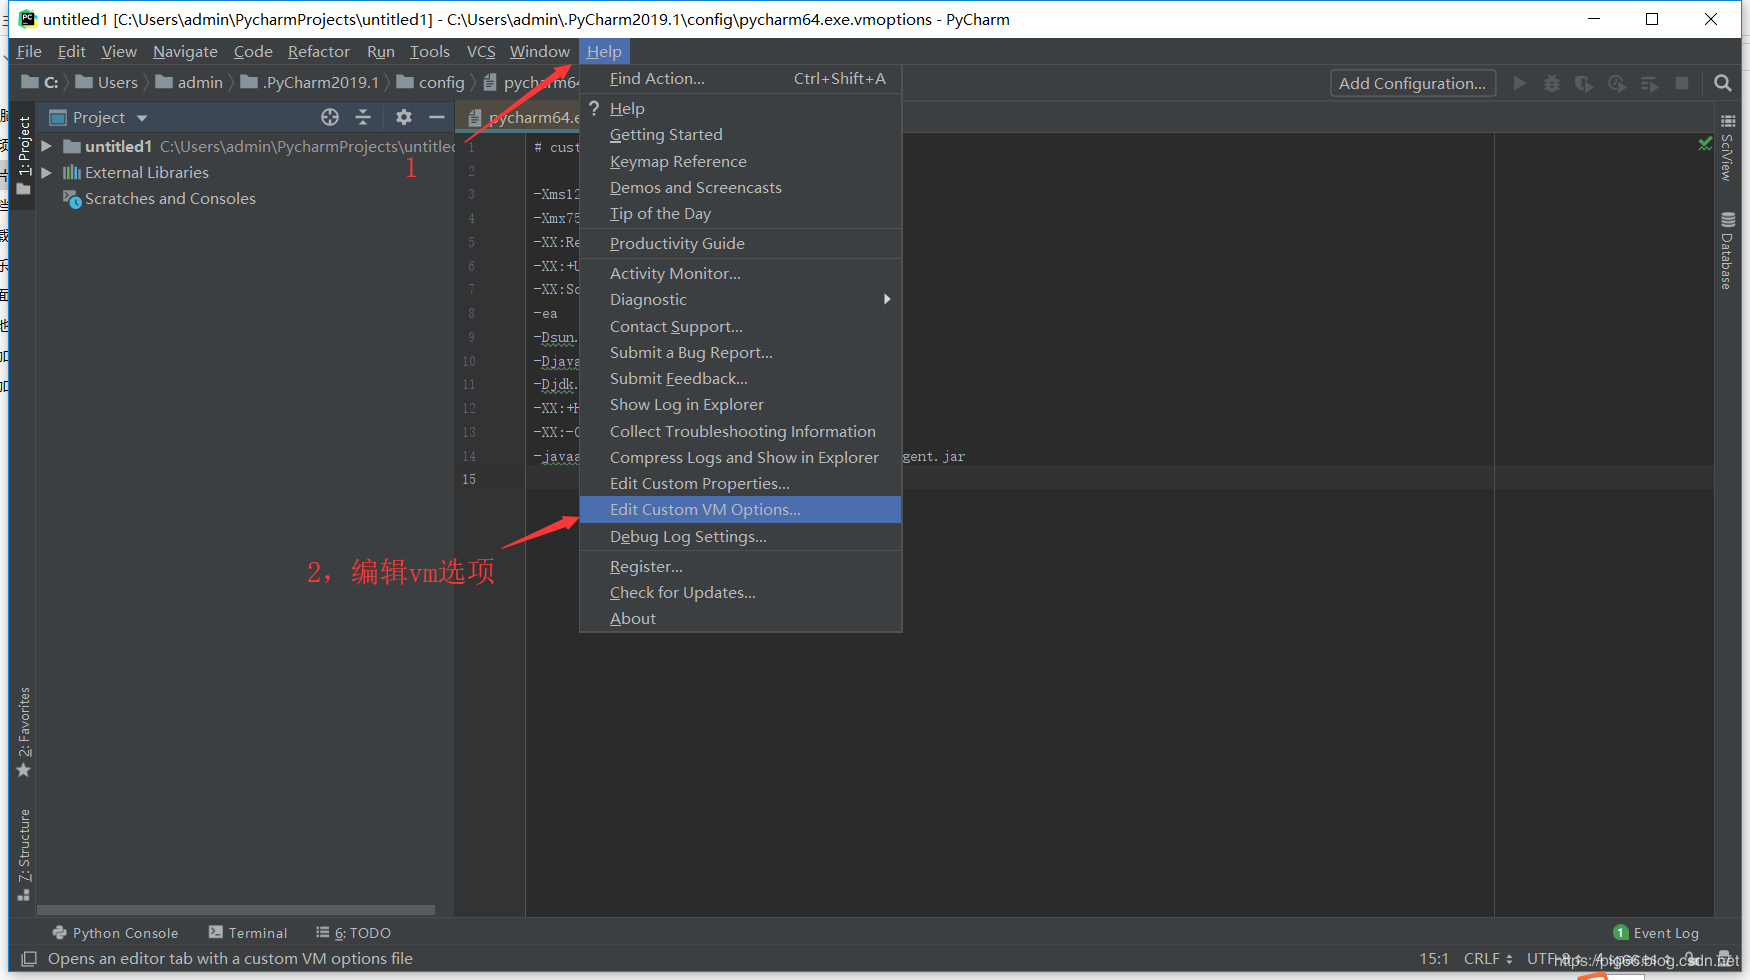 untitled1 [C:\Users\admin\PycharmProjects\untitled1] - C:\Users\admin\.PyCharm2019.1\config\pycharm64.exe.vmoptions - PyCharm
File Edit View Navigate Code Refactor Run Tools VCS Window Help
C: Users admin .PyCharm2019.1 config pycharm64
Add Configuration...
Project
pycharm64.e
1: Project
untitled1 C:\Users\admin\PycharmProjects\untitled
External Libraries
Scratches and Consoles
1
2, 编辑vm选项
2: Favorites
Z: Structure
1 # cust
2
3 -Xms12
4 -Xmx75
5 -XX:Re
6 -XX:+U
7 -XX:So
8 -ea
9 -Dsun.
10 -Djava
11 -Djdk.
12 -XX:+H
13 -XX:-O
14 -javaa gent.jar
15
Find Action... Ctrl+Shift+A
? Help
Getting Started
Keymap Reference
Demos and Screencasts
Tip of the Day
Productivity Guide
Activity Monitor...
Diagnostic
Contact Support...
Submit a Bug Report...
Submit Feedback...
Show Log in Explorer
Collect Troubleshooting Information
Compress Logs and Show in Explorer
Edit Custom Properties...
Edit Custom VM Options...
Debug Log Settings...
Register...
Check for Updates...
About
SciView
Database
Python Console Terminal 6: TODO
1 Event Log
Opens an editor tab with a custom VM options file
15:1 CRLF UTF-8 4 spaces
https://pig66.blog.csdn.net